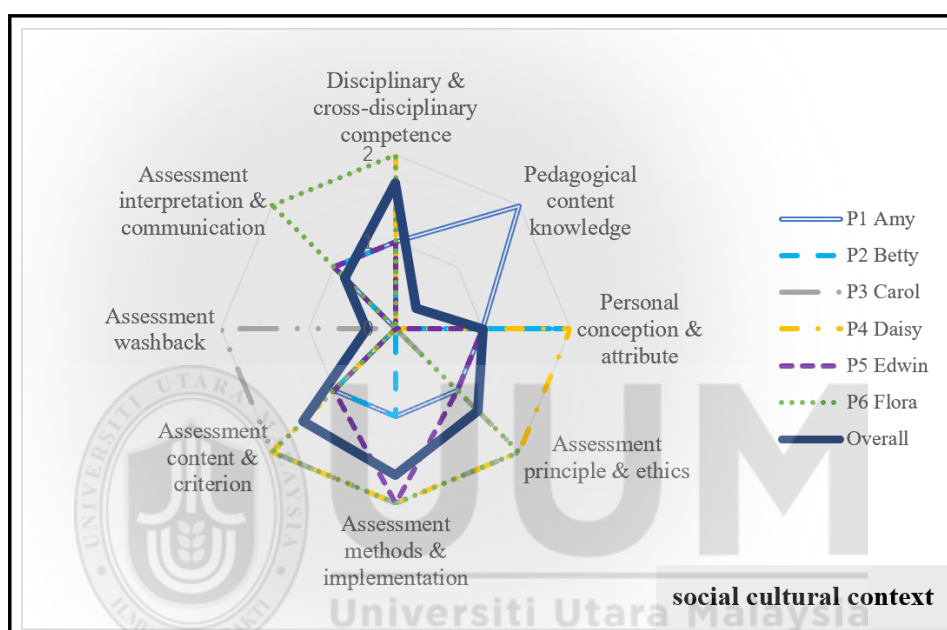 Disciplinary &
cross-disciplinary
competence
2
Assessment
interpretation &
communication
Pedagogical
content
knowledge
1
Assessment
washback
0
Personal
conception &
attribute
Assessment
content &
criterion
Assessment
principle & ethics
Assessment
methods &
implementation
P1 Amy
P2 Betty
P3 Carol
P4 Daisy
P5 Edwin
P6 Flora
Overall
social cultural context
UUM
Universiti Utara Malaysia